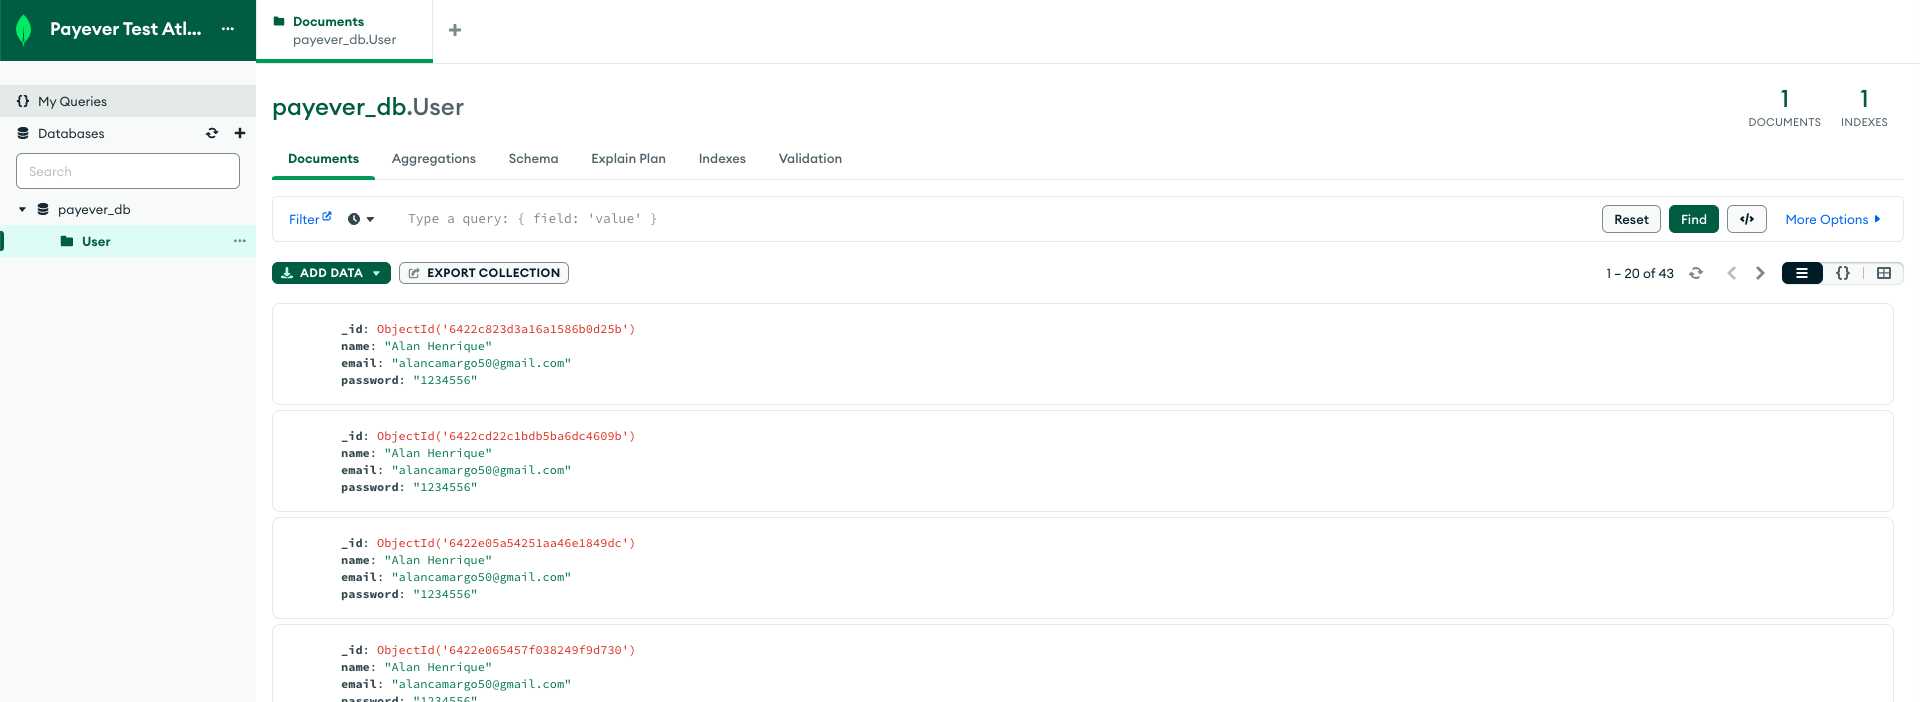 Payever Test Atl...
Documents
payever_db.User
My Queries
Databases
Search
payever_db
User
payever_db.User
1
DOCUMENTS
1
INDEXES
Documents Aggregations Schema Explain Plan Indexes Validation
Filter Type a query: { field: 'value' } Reset Find </> More Options
ADD DATA EXPORT COLLECTION 1 – 20 of 43 {}
_id: ObjectId('6422c823d3a16a1586b0d25b')
name: "Alan Henrique"
email: "alancamargo50@gmail.com"
password: "1234556"
_id: ObjectId('6422cd22c1bdb5ba6dc4609b')
name: "Alan Henrique"
email: "alancamargo50@gmail.com"
password: "1234556"
_id: ObjectId('6422e05a54251aa46e1849dc')
name: "Alan Henrique"
email: "alancamargo50@gmail.com"
password: "1234556"
_id: ObjectId('6422e065457f038249f9d730')
name: "Alan Henrique"
email: "alancamargo50@gmail.com"
password: "1234556"